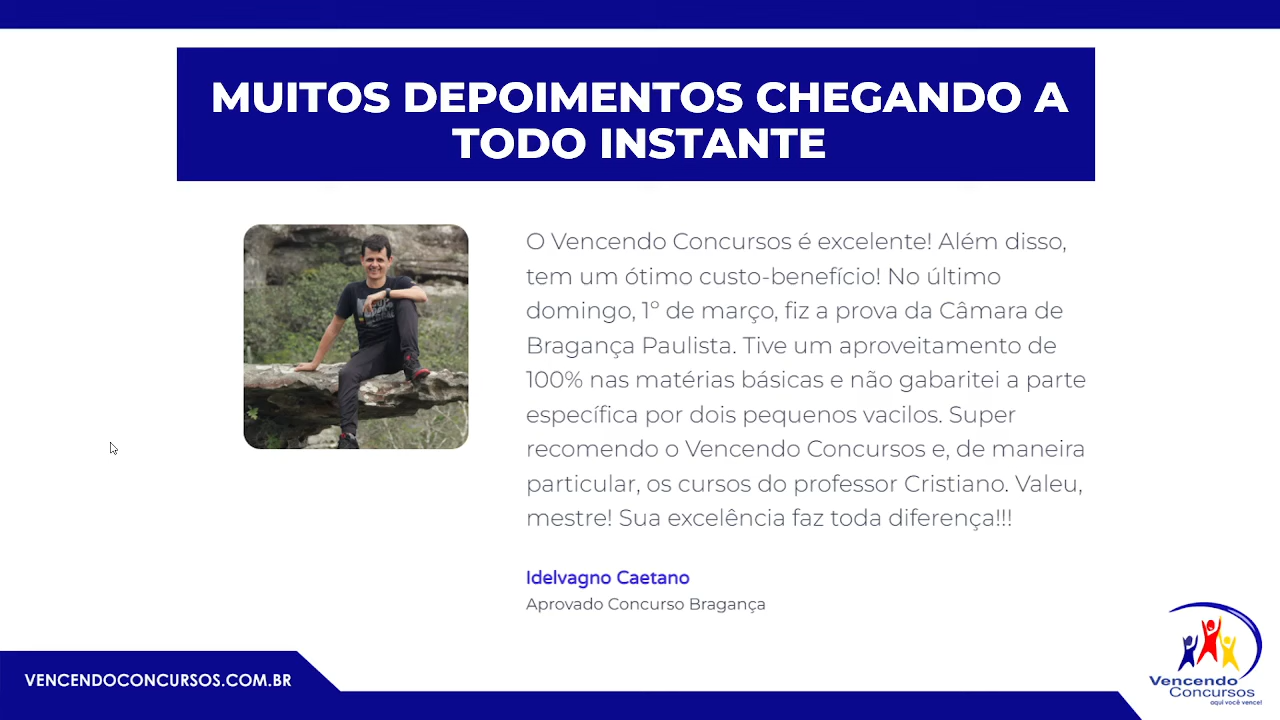 MUITOS DEPOIMENTOS CHEGANDO A
TODO INSTANTE
O Vencendo Concursos é excelente! Além disso,
tem um ótimo custo-benefício! No último
domingo, 1º de março, fiz a prova da Câmara de
Bragança Paulista. Tive um aproveitamento de
100% nas matérias básicas e não gabaritei a parte
específica por dois pequenos vacilos. Super
recomendo o Vencendo Concursos e, de maneira
particular, os cursos do professor Cristiano. Valeu,
mestre! Sua excelência faz toda diferença!!!
Idelvagno Caetano
Aprovado Concurso Bragança
VENCENDOCONCURSOS.COM.BR
Vencendo
Concursos
aqui você vence!